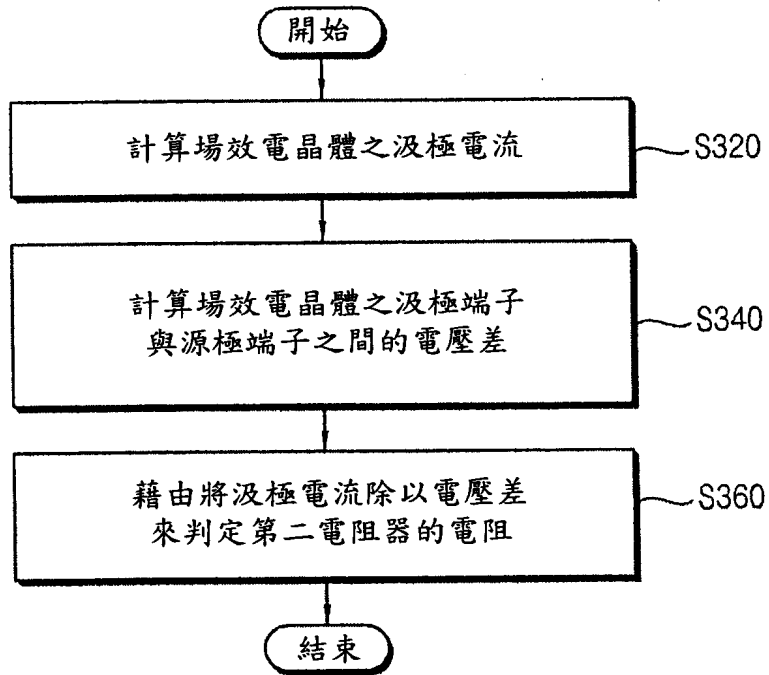 開始
計算場效電晶體之汲極電流
S320
計算場效電晶體之汲極端子
與源極端子之間的電壓差
S340
藉由將汲極電流除以電壓差
來判定第二電阻器的電阻
S360
結束